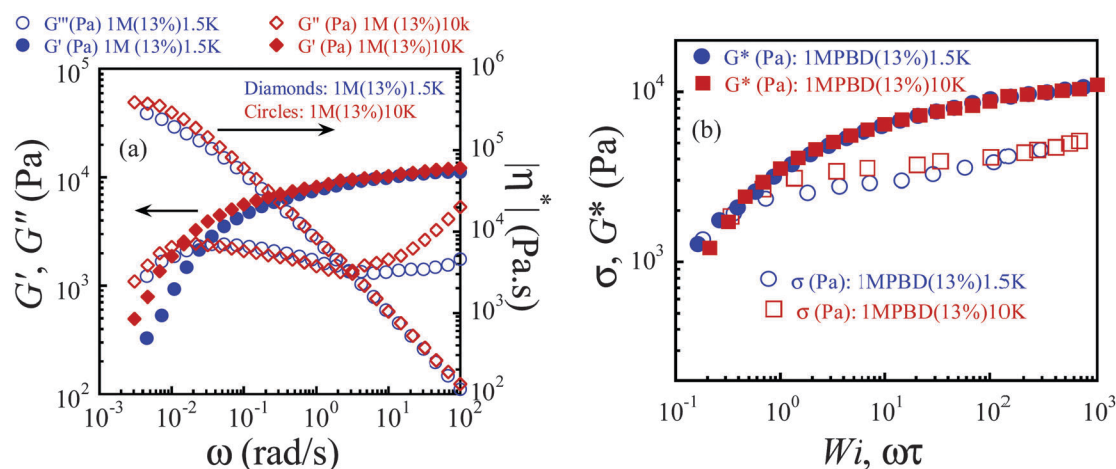 G'''(Pa) 1M(13%)1.5K
G'' (Pa) 1M(13%)10k
G' (Pa) 1M (13%)1.5K
G' (Pa) 1M(13%)10K
Diamonds: 1M(13%)1.5K
Circles: 1M(13%)10K
(a)
G', G'' (Pa)
10^5
10^4
10^3
10^2
|η*| (Pa.s)
10^6
10^5
10^4
10^3
10^2
10^-3
10^-2
10^-1
10^0
10^1
10^2
ω (rad/s)
G* (Pa): 1MPBD(13%)1.5K
G* (Pa): 1MPBD(13%)10K
(b)
σ, G* (Pa)
10^4
10^3
σ (Pa): 1MPBD(13%)1.5K
σ (Pa): 1MPBD(13%)10K
10^-1
10^0
10^1
10^2
10^3
Wi, ωτ